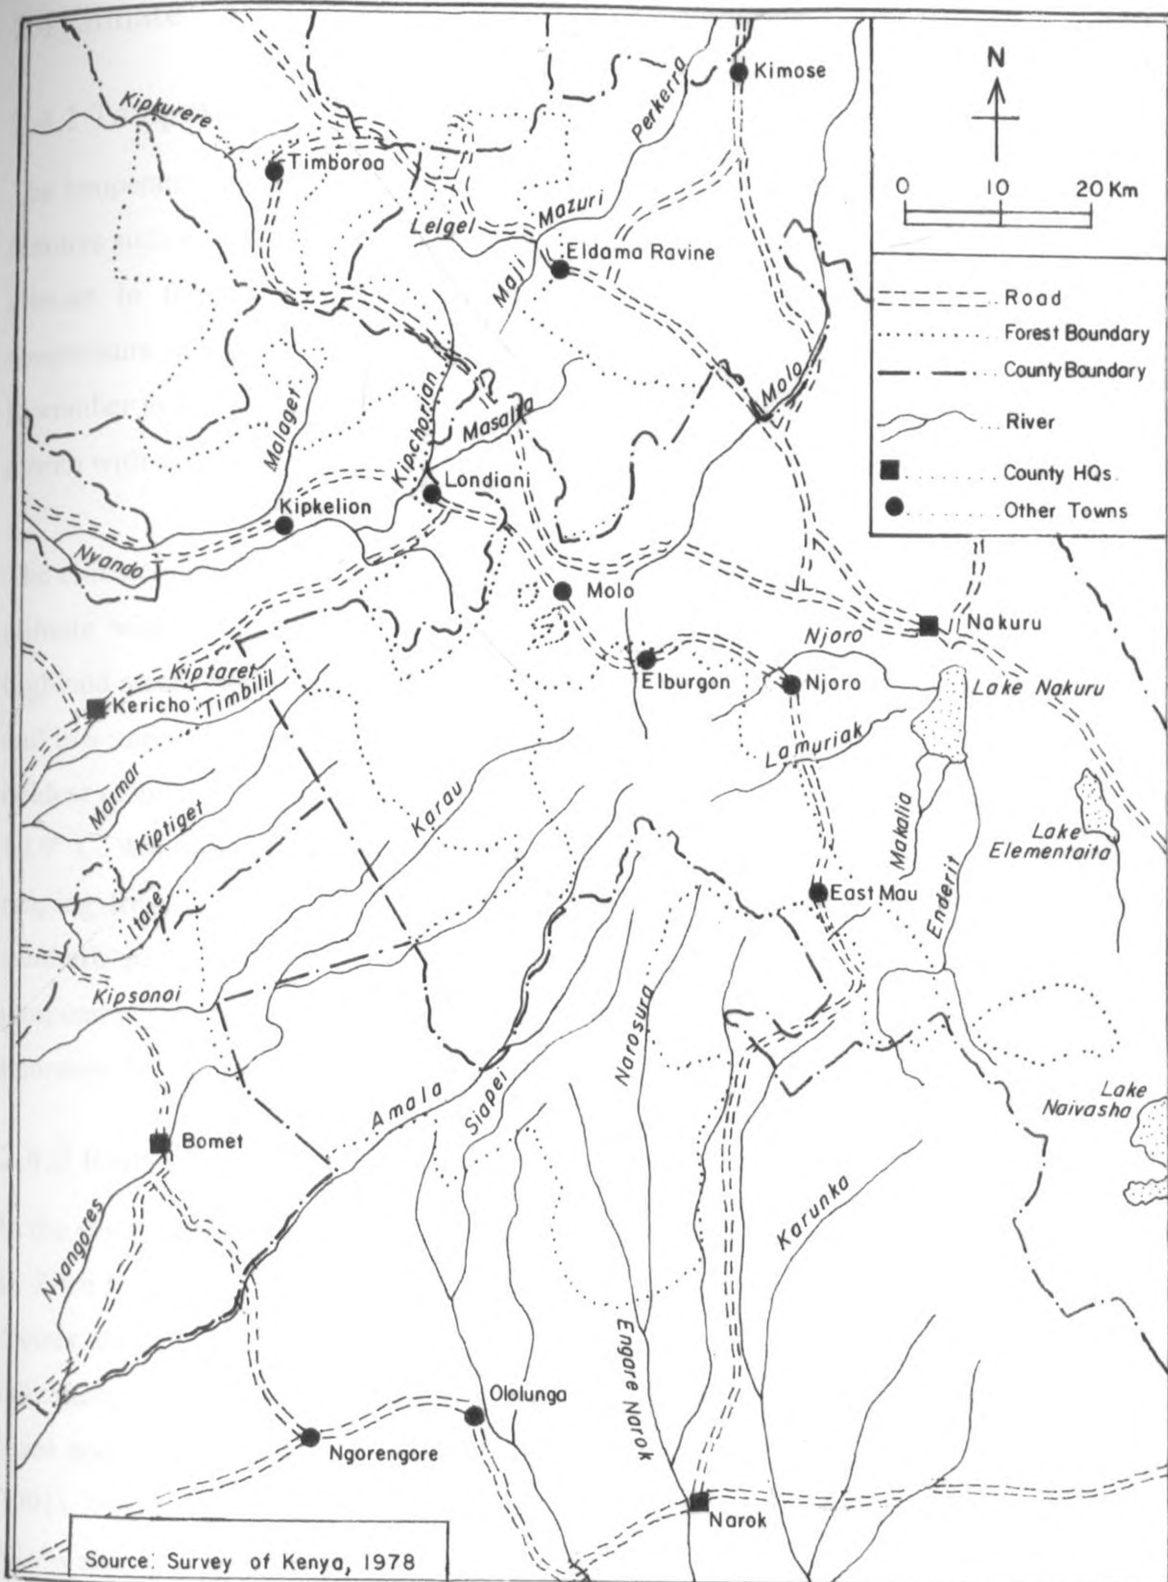 Kipkurere
Timboroa
Perkerra
Kimose
N
0 10 20 Km
Lelgel
Mazuri
Maji
Eldama Ravine
Road
Forest Boundary
County Boundary
River
County HQs.
Other Towns
Malaget
Kipcharian
Masaita
Molo
Londiani
Kipkelion
Nyando
Molo
Nakuru
Njoro
Kiptaret
Elburgon
Njoro
Lake Nakuru
Kericho
Timbilil
Lamuriak
Marmar
Kiptiget
Karau
Makalia
Lake
Elementaita
Itare
East Mau
Enderit
Kipsonoi
Narosura
Amala
Siapei
Lake
Naivasha
Bomet
Nyangores
Karunka
Engare Narok
Ololunga
Ngorengore
Narok
Source: Survey of Kenya, 1978